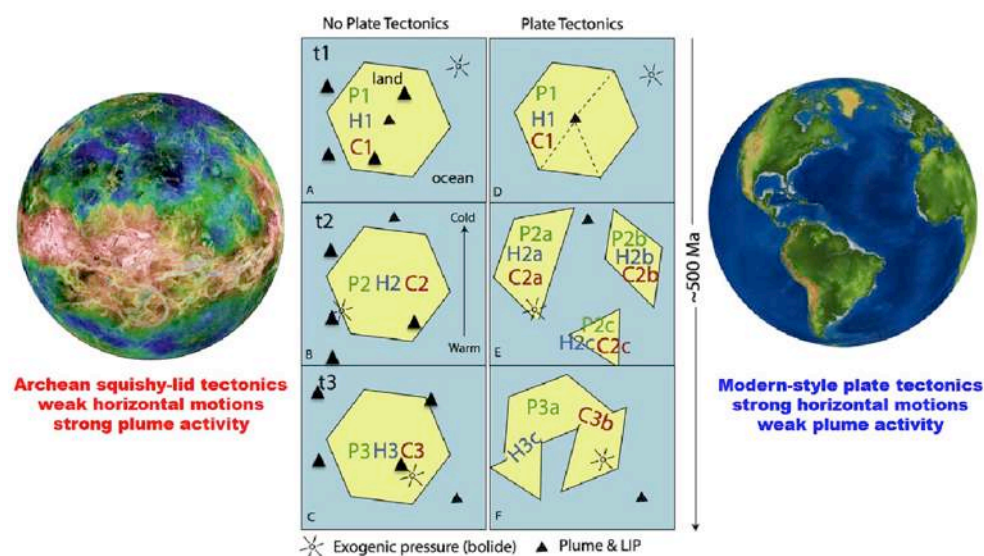 No Plate Tectonics
Plate Tectonics
t1
land
P1
H1
C1
ocean
A
P1
H1
C1
D
t2
Cold
P2 H2 C2
Warm
B
P2a
H2a
C2a
P2b
H2b
C2b
P2c
H2c C2c
E
t3
P3 H3 C3
C
P3a
C3b
H3c
F
~500 Ma
Archean squishy-lid tectonics
weak horizontal motions
strong plume activity
Modern-style plate tectonics
strong horizontal motions
weak plume activity
Exogenic pressure (bolide)
Plume & LIP